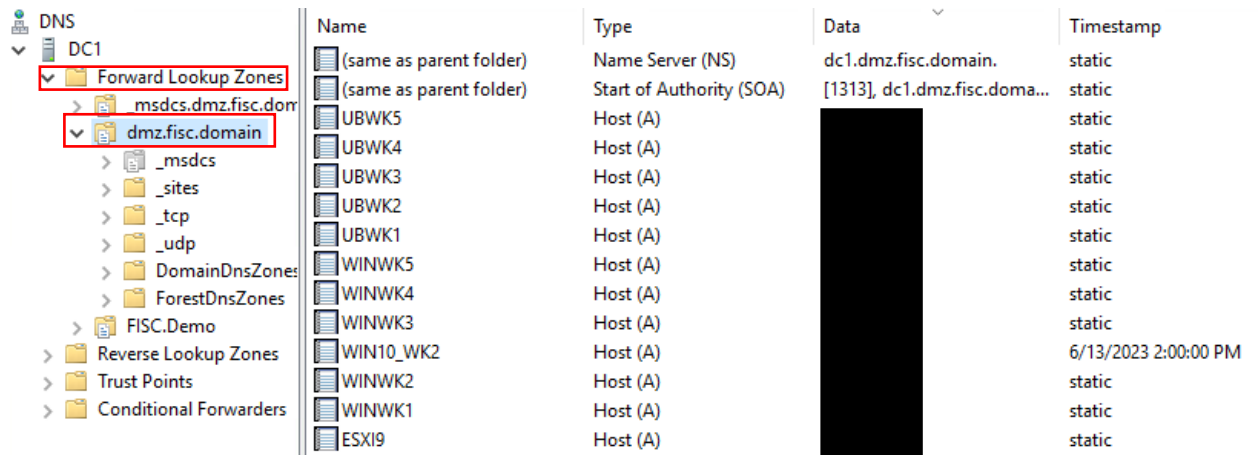 DNS
DC1
Forward Lookup Zones
_msdcs.dmz.fisc.dom
dmz.fisc.domain
_msdcs
_sites
_tcp
_udp
DomainDnsZones
ForestDnsZones
FISC.Demo
Reverse Lookup Zones
Trust Points
Conditional Forwarders
Name Type Data Timestamp
(same as parent folder) Name Server (NS) dc1.dmz.fisc.domain. static
(same as parent folder) Start of Authority (SOA) [1313], dc1.dmz.fisc.doma... static
UBWK5 Host (A) static
UBWK4 Host (A) static
UBWK3 Host (A) static
UBWK2 Host (A) static
UBWK1 Host (A) static
WINWK5 Host (A) static
WINWK4 Host (A) static
WINWK3 Host (A) static
WIN10_WK2 Host (A) 6/13/2023 2:00:00 PM
WINWK2 Host (A) static
WINWK1 Host (A) static
ESXI9 Host (A) static